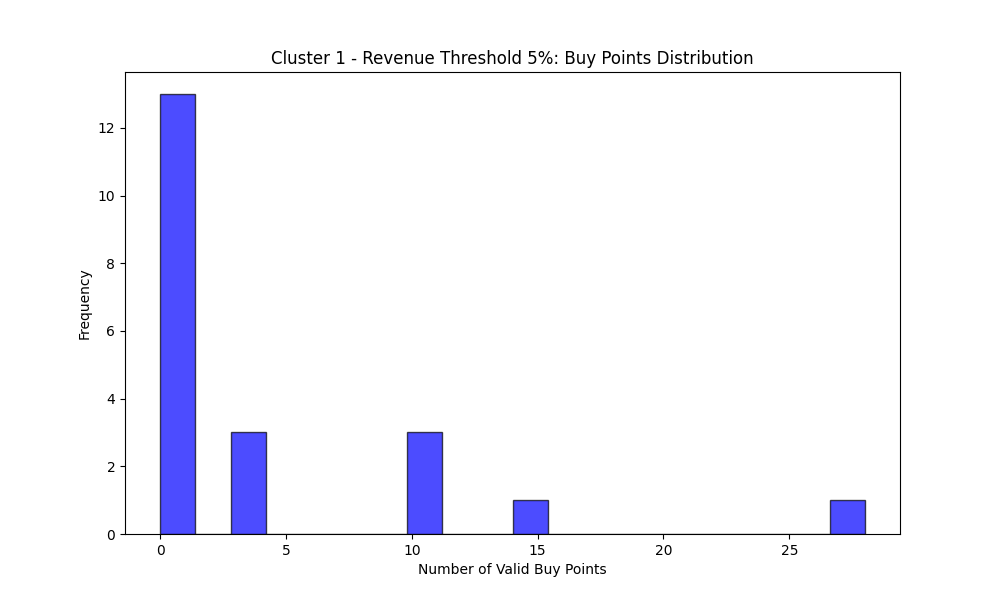 Cluster 1 - Revenue Threshold 5%: Buy Points Distribution
12
10
8
6
4
2
0
Frequency
0 5 10 15 20 25
Number of Valid Buy Points